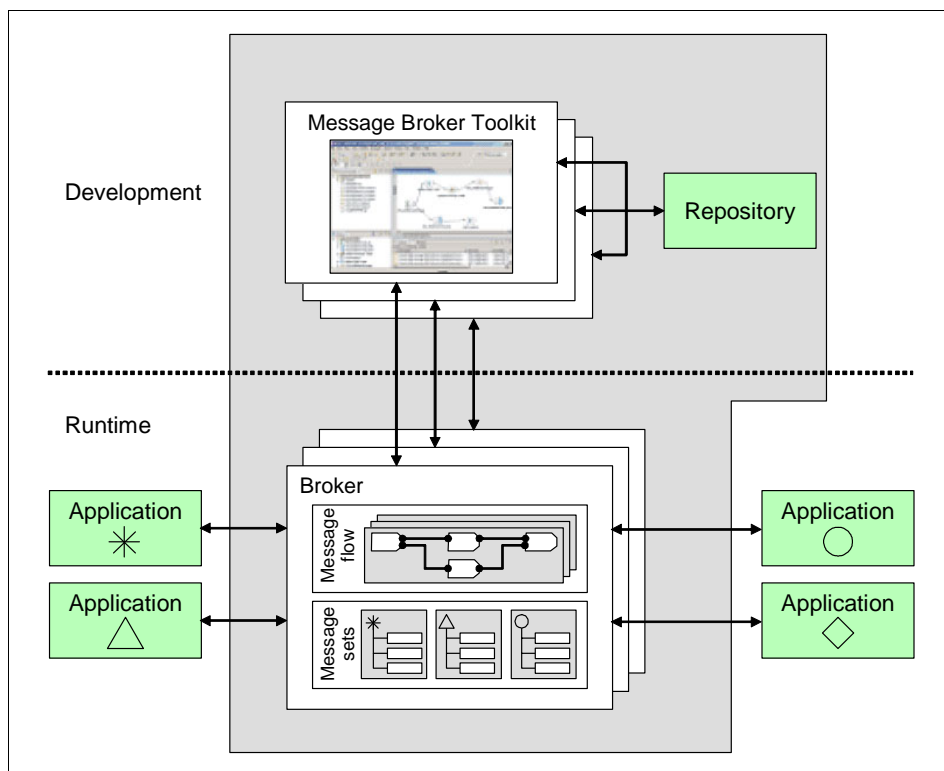 Message Broker Toolkit
Development
Repository
Runtime
Broker
Application
Message
flow
Application
Application
Message
sets
Application